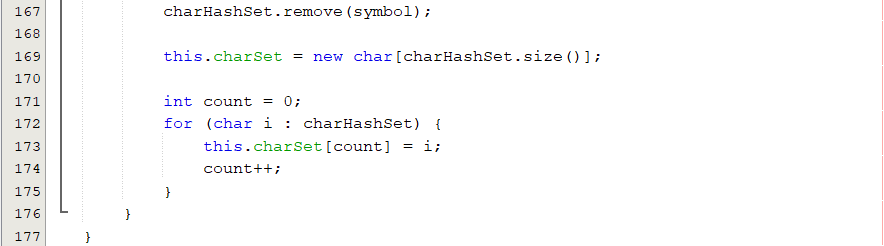 167 charHashSet.remove(symbol);
168
169 this.charSet = new char[charHashSet.size()];
170
171 int count = 0;
172 for (char i : charHashSet) {
173 this.charSet[count] = i;
174 count++;
175 }
176 }
177 }